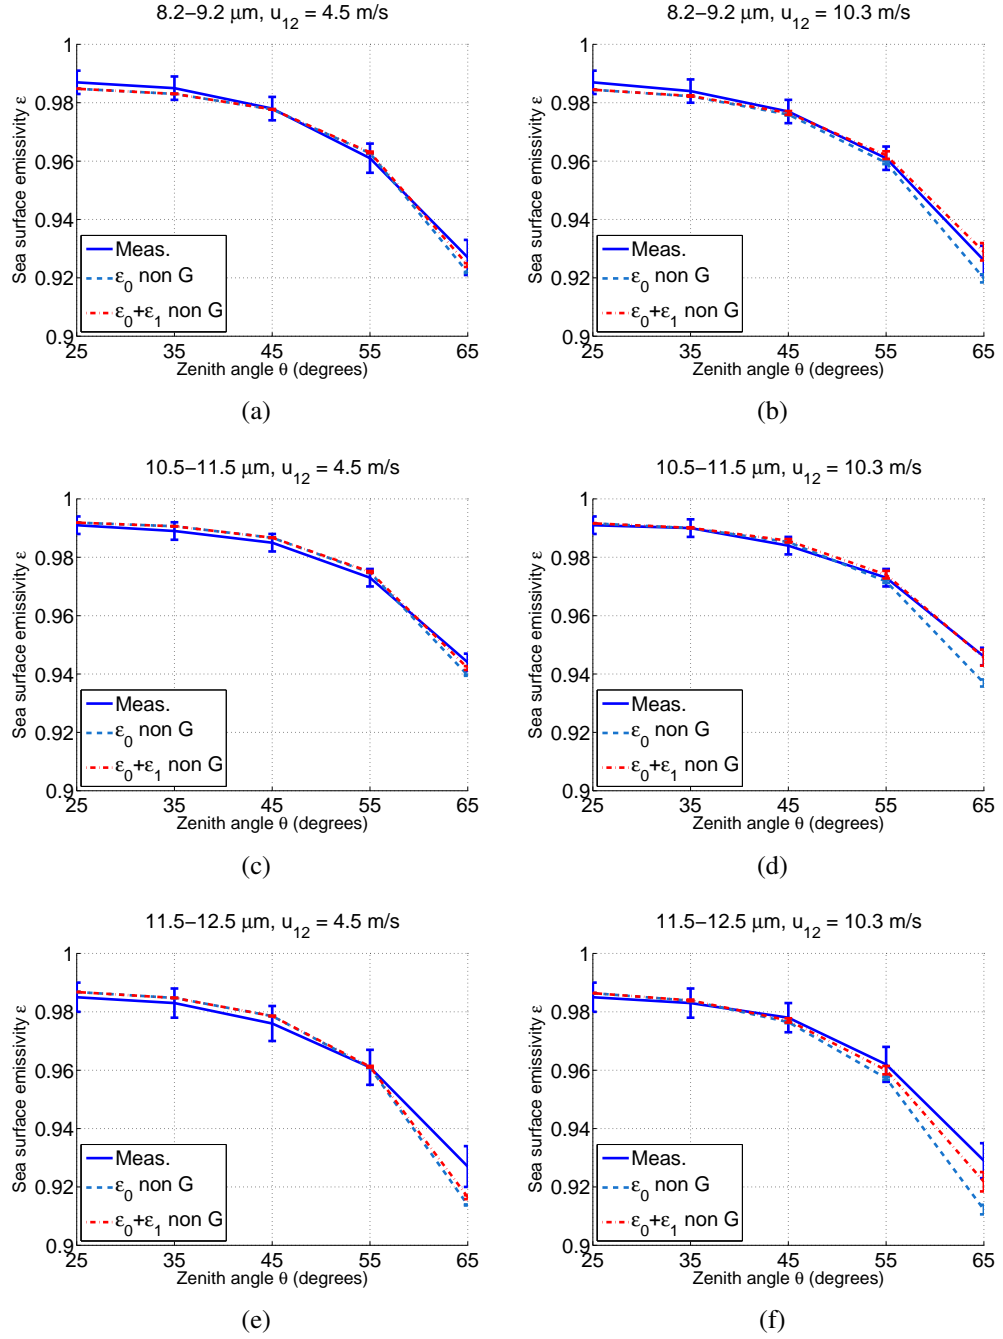 8.2–9.2 μm, u12 = 4.5 m/s
Sea surface emissivity ε
1
0.98
0.96
0.94
0.92
0.9
Meas.
ε0 non G
ε0+ε1 non G
25 35 45 55 65
Zenith angle θ (degrees)
(a)
8.2–9.2 μm, u12 = 10.3 m/s
Sea surface emissivity ε
1
0.98
0.96
0.94
0.92
0.9
Meas.
ε0 non G
ε0+ε1 non G
25 35 45 55 65
Zenith angle θ (degrees)
(b)
10.5–11.5 μm, u12 = 4.5 m/s
Sea surface emissivity ε
1
0.98
0.96
0.94
0.92
0.9
Meas.
ε0 non G
ε0+ε1 non G
25 35 45 55 65
Zenith angle θ (degrees)
(c)
10.5–11.5 μm, u12 = 10.3 m/s
Sea surface emissivity ε
1
0.98
0.96
0.94
0.92
0.9
Meas.
ε0 non G
ε0+ε1 non G
25 35 45 55 65
Zenith angle θ (degrees)
(d)
11.5–12.5 μm, u12 = 4.5 m/s
Sea surface emissivity ε
1
0.98
0.96
0.94
0.92
0.9
Meas.
ε0 non G
ε0+ε1 non G
25 35 45 55 65
Zenith angle θ (degrees)
(e)
11.5–12.5 μm, u12 = 10.3 m/s
Sea surface emissivity ε
1
0.98
0.96
0.94
0.92
0.9
Meas.
ε0 non G
ε0+ε1 non G
25 35 45 55 65
Zenith angle θ (degrees)
(f)